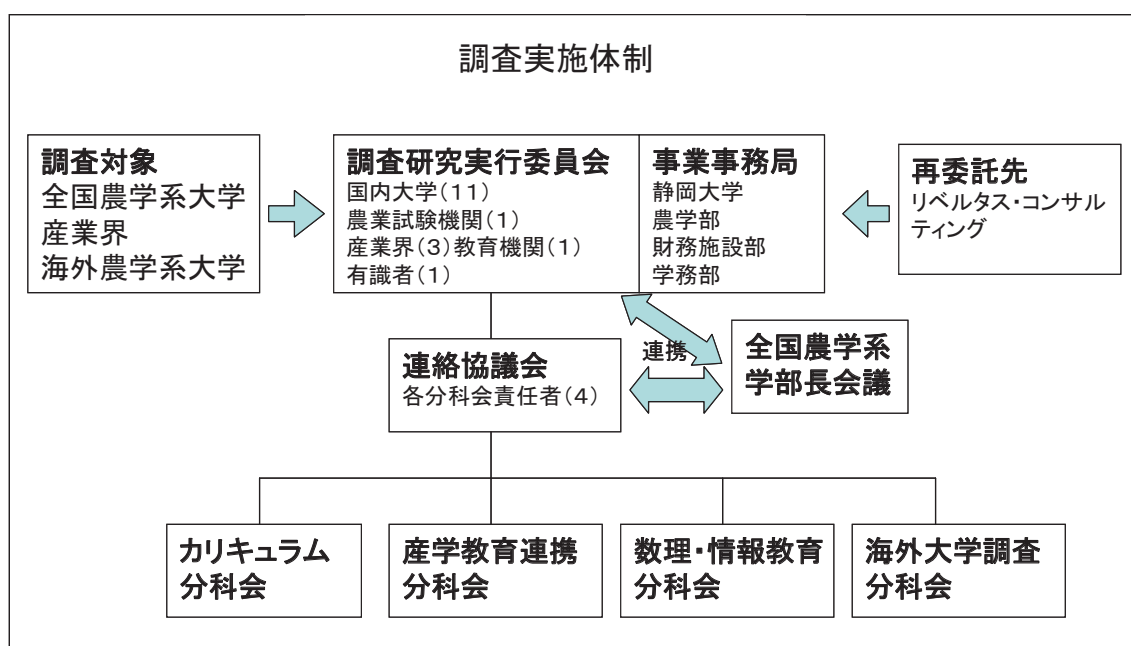 調査実施体制
調査対象
全国農学系大学
産業界
海外農学系大学
調査研究実行委員会
国内大学(11)
農業試験機関(1)
産業界(3)教育機関(1)
有識者(1)
事業事務局
静岡大学
農学部
財務施設部
学務部
再委託先
リベルタス・コンサル
ティング
連絡協議会
各分科会責任者(4)
連携
全国農学系
学部長会議
カリキュラム
分科会
産学教育連携
分科会
数理・情報教育
分科会
海外大学調査
分科会